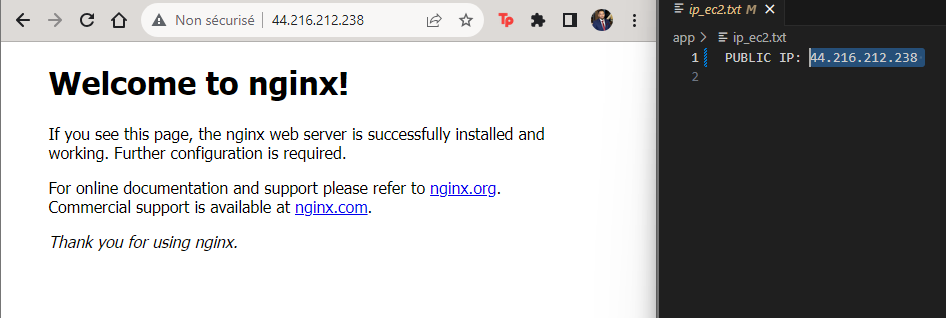 Non sécurisé | 44.216.212.238
Tp
Welcome to nginx!
If you see this page, the nginx web server is successfully installed and
working. Further configuration is required.
For online documentation and support please refer to nginx.org.
Commercial support is available at nginx.com.
Thank you for using nginx.
ip_ec2.txt M
app > ip_ec2.txt
1 PUBLIC IP: 44.216.212.238
2